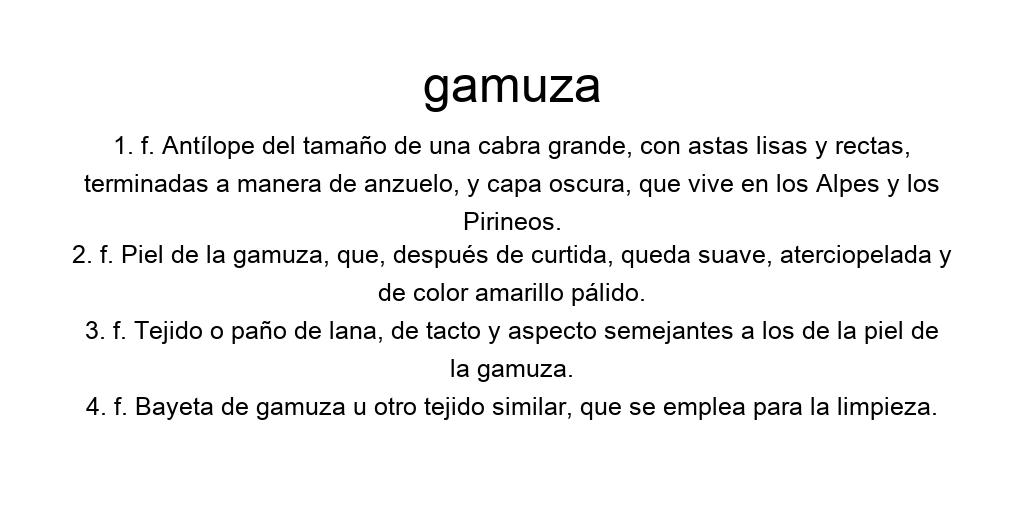 gamuza
1. f. Antílope del tamaño de una cabra grande, con astas lisas y rectas,
terminadas a manera de anzuelo, y capa oscura, que vive en los Alpes y los
Pirineos.
2. f. Piel de la gamuza, que, después de curtida, queda suave, aterciopelada y
de color amarillo pálido.
3. f. Tejido o paño de lana, de tacto y aspecto semejantes a los de la piel de
la gamuza.
4. f. Bayeta de gamuza u otro tejido similar, que se emplea para la limpieza.